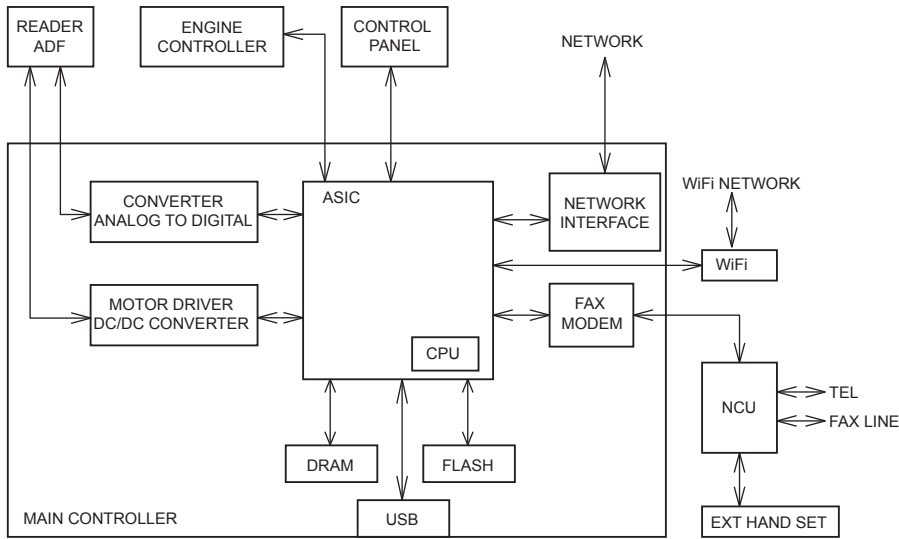 READER
ADF
ENGINE
CONTROLLER
CONTROL
PANEL
NETWORK
ASIC
CONVERTER
ANALOG TO DIGITAL
NETWORK
INTERFACE
WiFi NETWORK
WiFi
MOTOR DRIVER
DC/DC CONVERTER
FAX
MODEM
CPU
NCU
TEL
FAX LINE
DRAM
FLASH
MAIN CONTROLLER
USB
EXT HAND SET